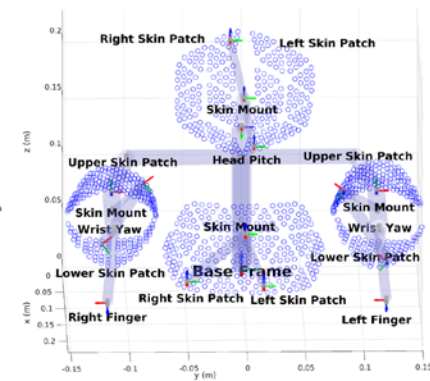 0.2
Right Skin Patch
Left Skin Patch
0.15
Skin Mount
z (m)
0.1
Head Pitch
Upper Skin Patch
Upper Skin Patch
0.05
Skin Mount
Skin Mount
Wrist Yaw
Skin Mount
Wrist Yaw
0
Lower Skin Patch
Base Frame
Lower Skin Patch
0.05
Right Skin Patch
Left Skin Patch
x (m)
0.1
Right Finger
Left Finger
0.15
0.2
-0.15
-0.1
-0.05
0
0.05
0.1
0.15
y (m)